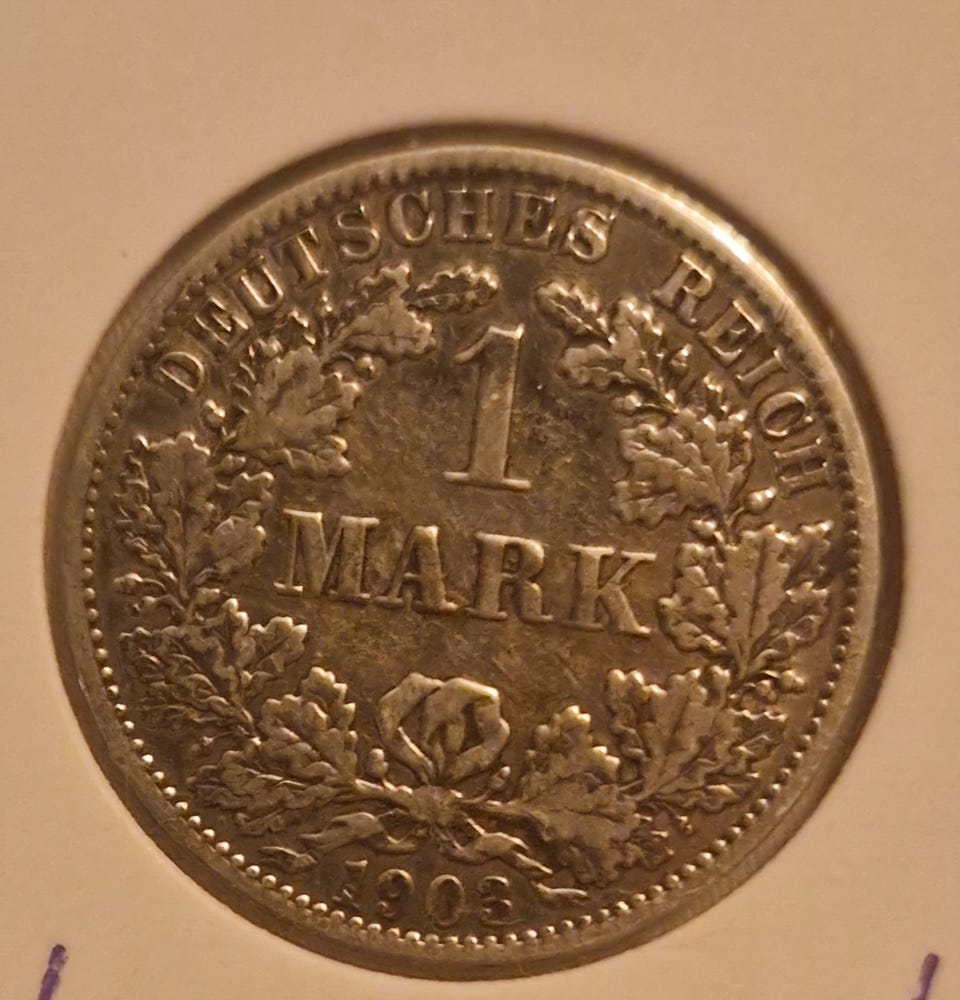 DEUTSCHES REICH
1
MARK
1903